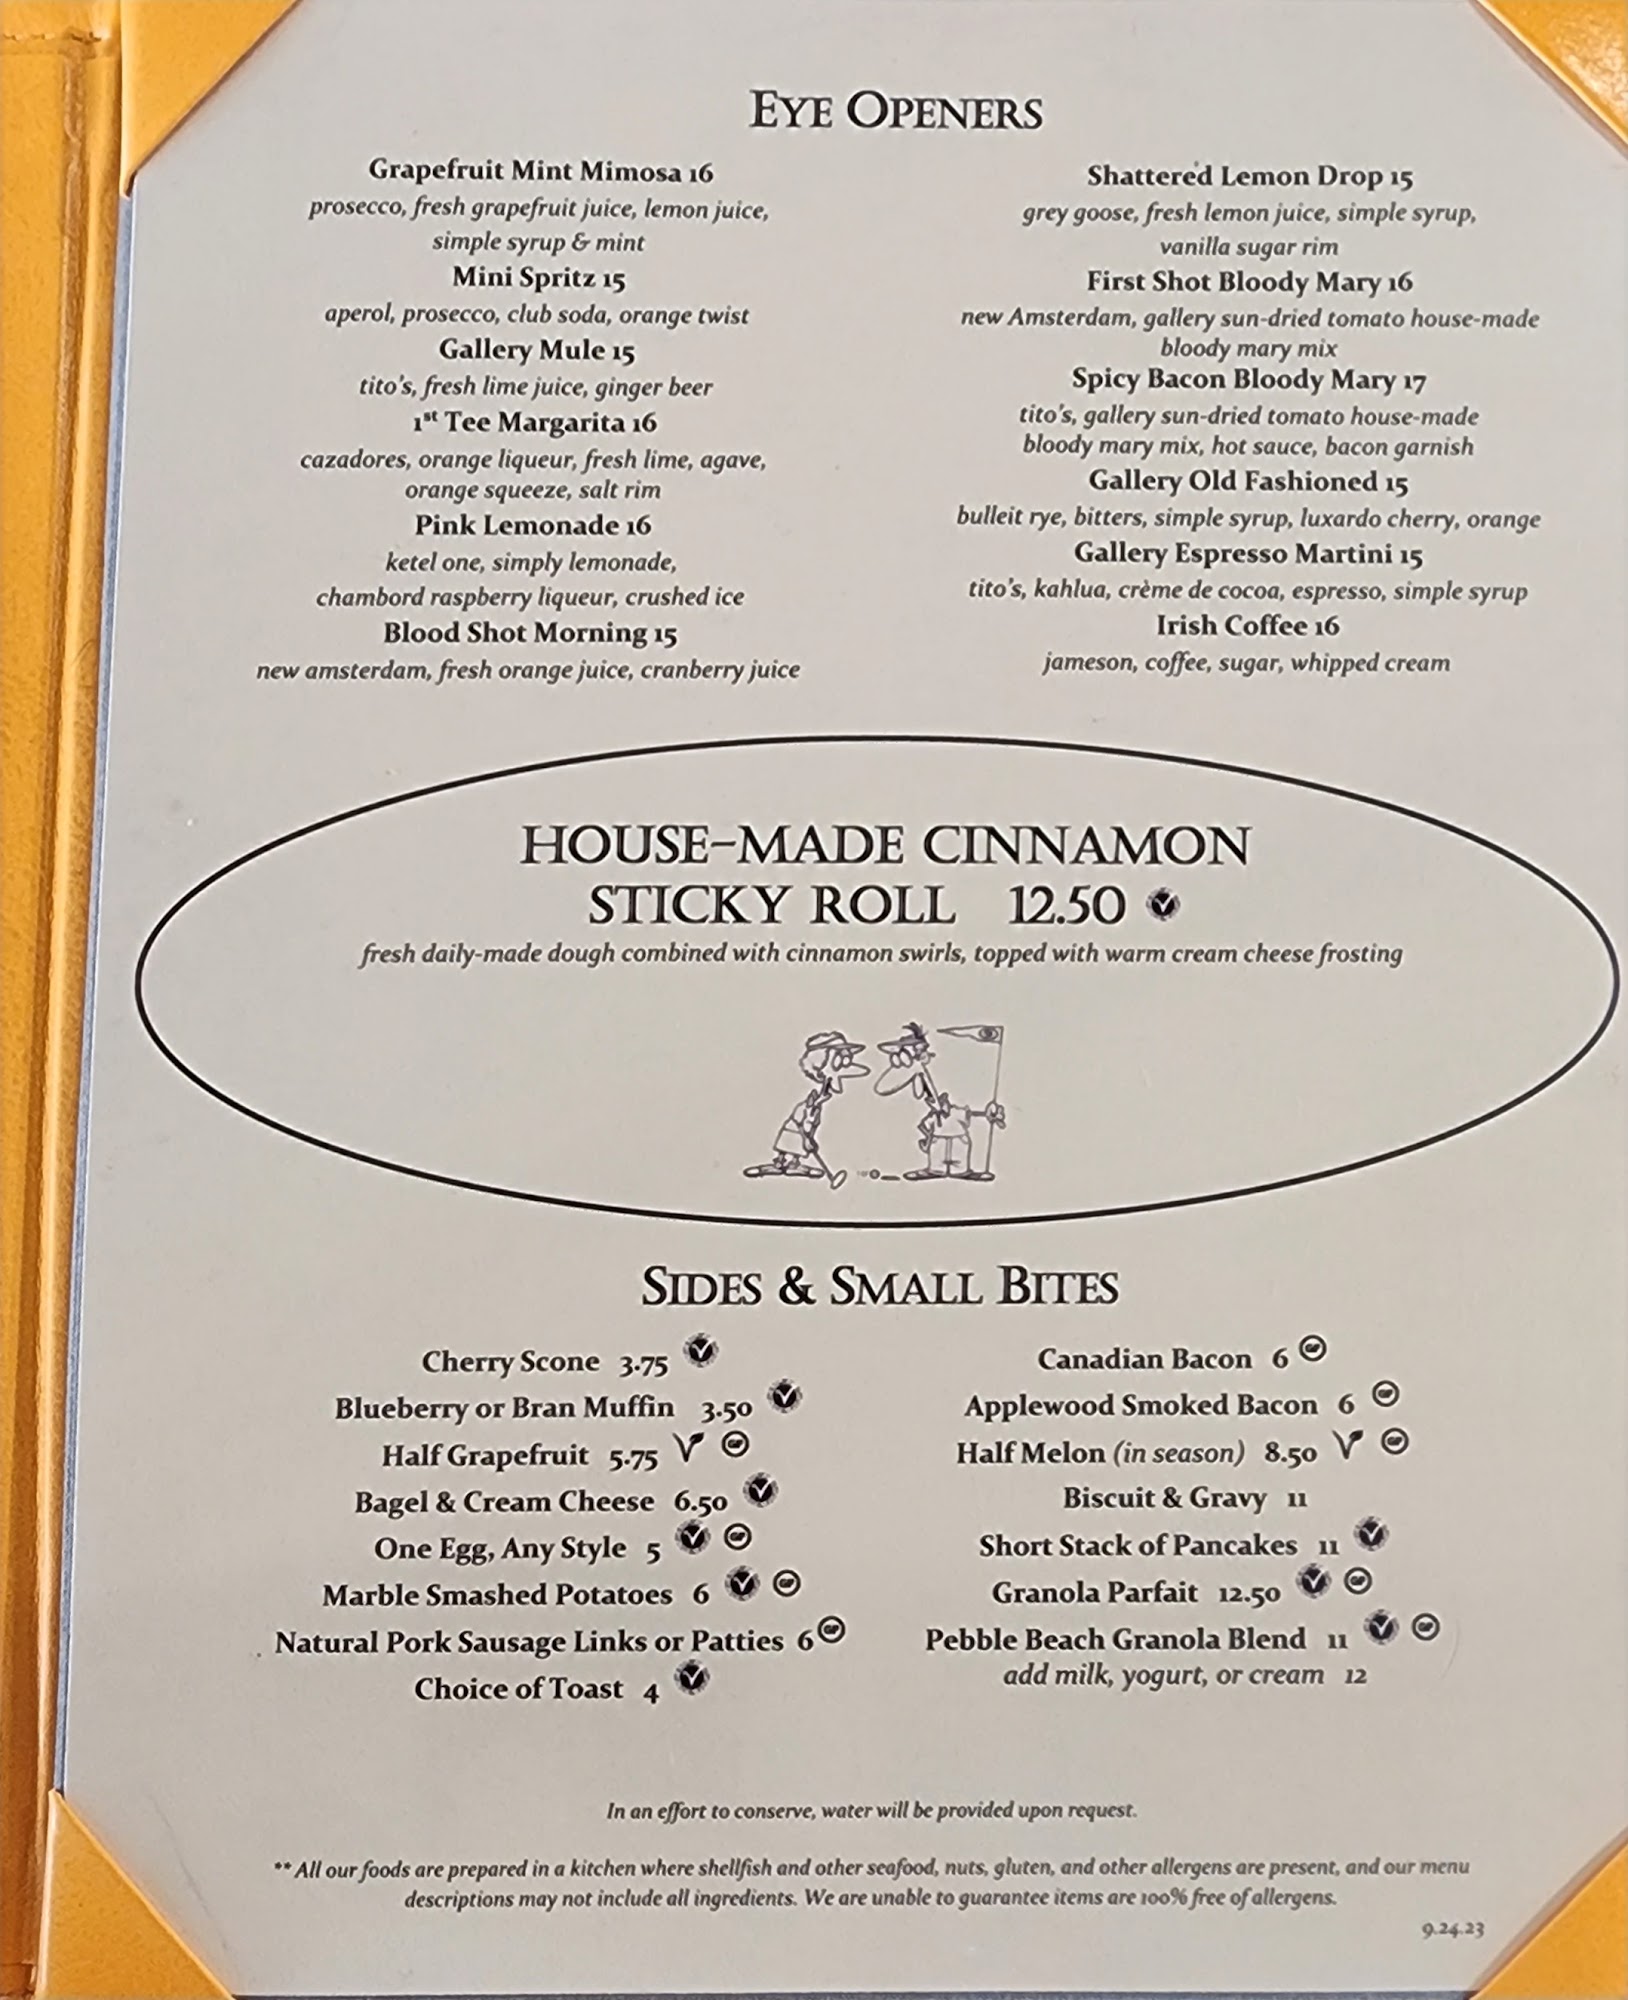 EYE OPENERS
Grapefruit Mint Mimosa 16
prosecco, fresh grapefruit juice, lemon juice,
simple syrup & mint
Mini Spritz 15
aperol, prosecco, club soda, orange twist
Gallery Mule 15
tito's, fresh lime juice, ginger beer
1st Tee Margarita 16
cazadores, orange liqueur, fresh lime, agave,
orange squeeze, salt rim
Pink Lemonade 16
ketel one, simply lemonade,
chambord raspberry liqueur, crushed ice
Blood Shot Morning 15
new amsterdam, fresh orange juice, cranberry juice
Shattered Lemon Drop 15
grey goose, fresh lemon juice, simple syrup,
vanilla sugar rim
First Shot Bloody Mary 16
new Amsterdam, gallery sun-dried tomato house-made
bloody mary mix
Spicy Bacon Bloody Mary 17
tito's, gallery sun-dried tomato house-made
bloody mary mix, hot sauce, bacon garnish
Gallery Old Fashioned 15
bulleit rye, bitters, simple syrup, luxardo cherry, orange
Gallery Espresso Martini 15
tito's, kahlua, crème de cocoa, espresso, simple syrup
Irish Coffee 16
jameson, coffee, sugar, whipped cream
HOUSE-MADE CINNAMON
STICKY ROLL 12.50 V
fresh daily-made dough combined with cinnamon swirls, topped with warm cream cheese frosting
SIDES & SMALL BITES
Cherry Scone 3.75 V
Blueberry or Bran Muffin 3.50 V
Half Grapefruit 5.75 V GF
Bagel & Cream Cheese 6.50 V
One Egg, Any Style 5 V GF
Marble Smashed Potatoes 6 V GF
Natural Pork Sausage Links or Patties 6 GF
Choice of Toast 4 V
Canadian Bacon 6 GF
Applewood Smoked Bacon 6 GF
Half Melon (in season) 8.50 V GF
Biscuit & Gravy 11
Short Stack of Pancakes 11 V
Granola Parfait 12.50 V GF
Pebble Beach Granola Blend 11 V GF
add milk, yogurt, or cream 12
In an effort to conserve, water will be provided upon request.
**All our foods are prepared in a kitchen where shellfish and other seafood, nuts, gluten, and other allergens are present, and our menu
descriptions may not include all ingredients. We are unable to guarantee items are 100% free of allergens.
9.24.23